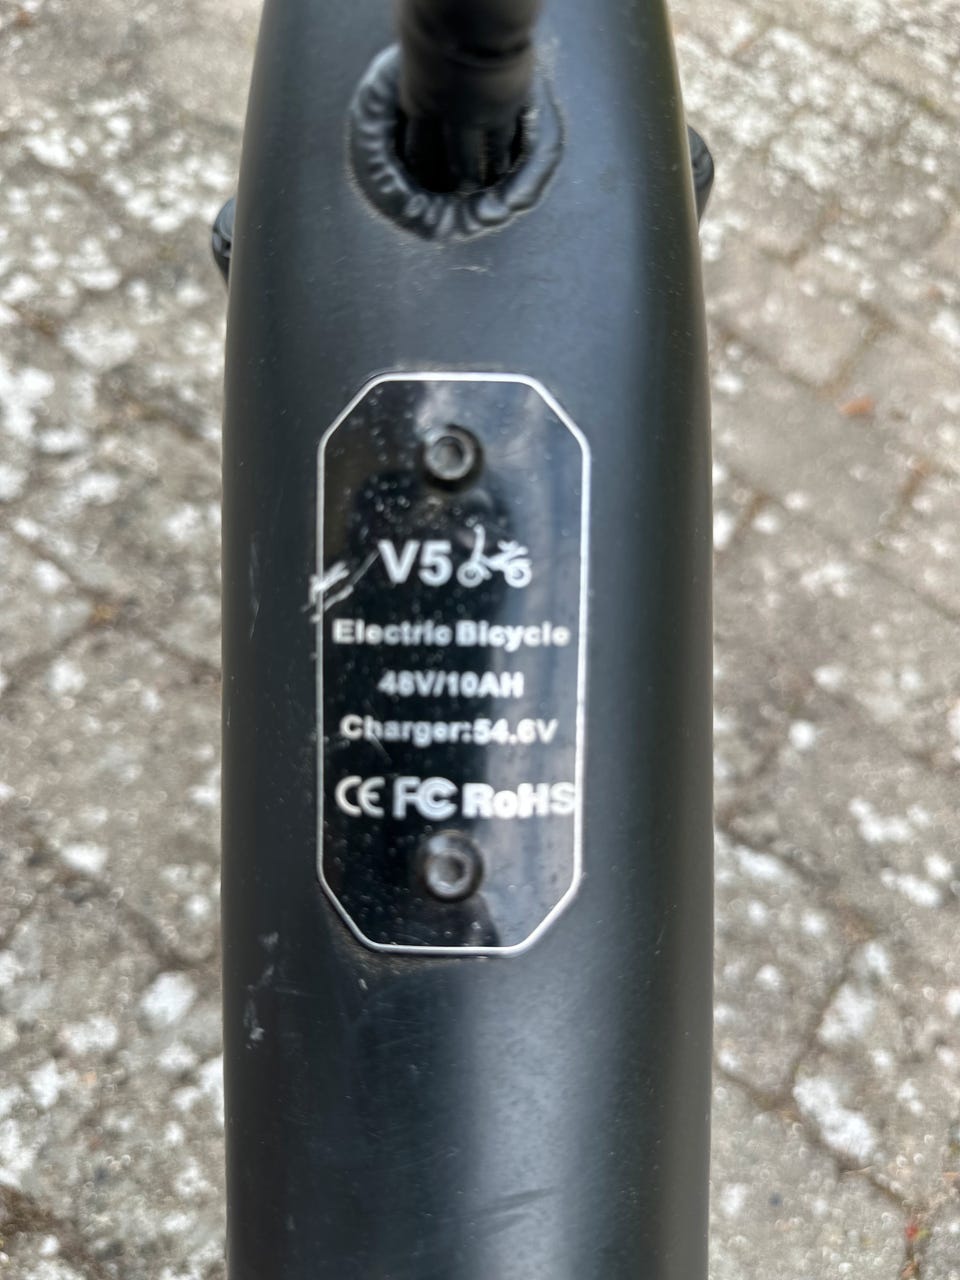 V5
Electric Bicycle
48V/10AH
Charger:54.6V
CE FC RoHS